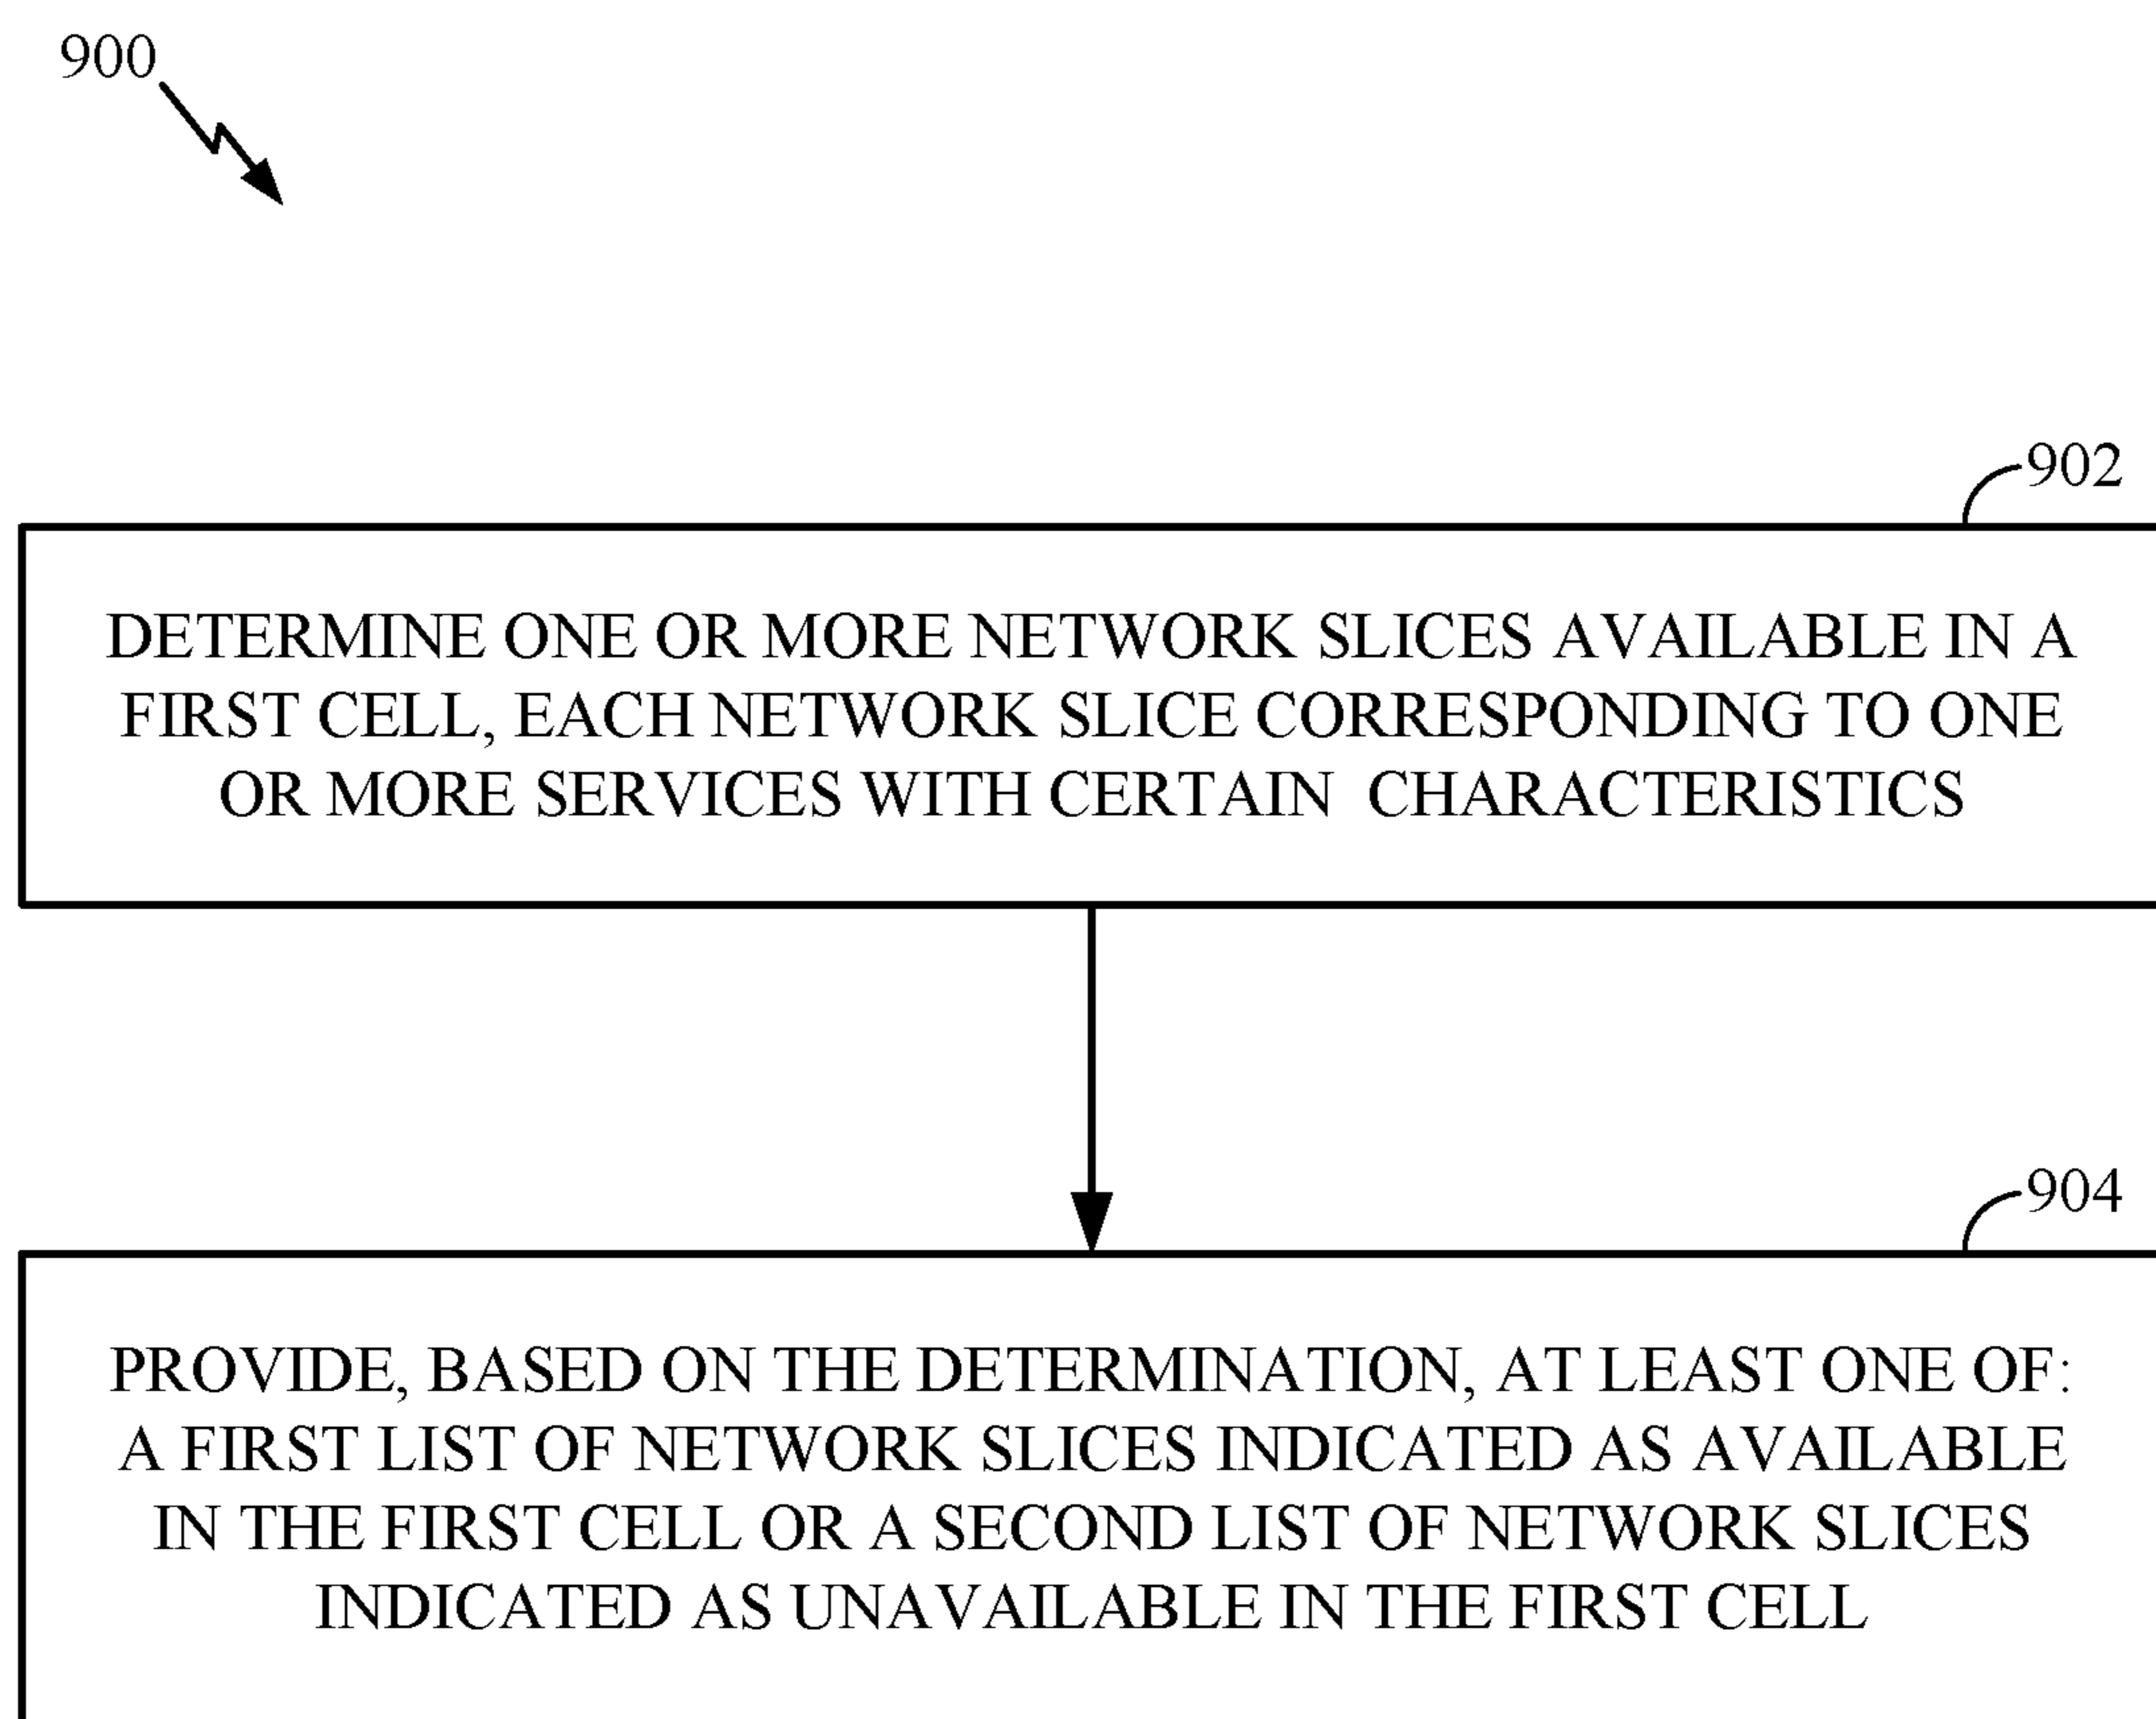 900
902
DETERMINE ONE OR MORE NETWORK SLICES AVAILABLE IN A
FIRST CELL, EACH NETWORK SLICE CORRESPONDING TO ONE
OR MORE SERVICES WITH CERTAIN CHARACTERISTICS
904
PROVIDE, BASED ON THE DETERMINATION, AT LEAST ONE OF:
A FIRST LIST OF NETWORK SLICES INDICATED AS AVAILABLE
IN THE FIRST CELL OR A SECOND LIST OF NETWORK SLICES
INDICATED AS UNAVAILABLE IN THE FIRST CELL